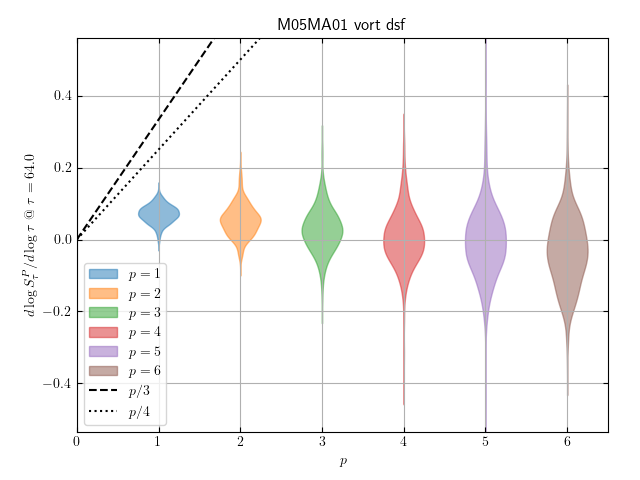 M05MA01 vort dsf
d log S_τ^P / d log τ @ τ = 64.0
0.4
0.2
0.0
−0.2
−0.4
p = 1
p = 2
p = 3
p = 4
p = 5
p = 6
p/3
p/4
0 1 2 3 4 5 6
p